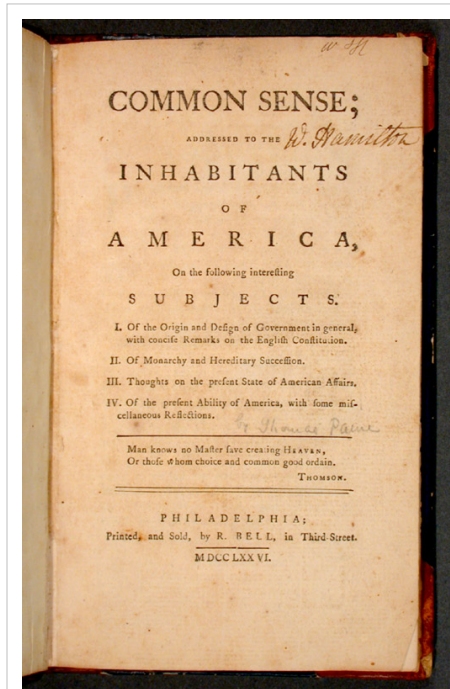 COMMON SENSE;
ADDRESSED TO THE W. Hamilton
INHABITANTS
OF
AMERICA,
On the following intereſting
SUBJECTS.
I. Of the Origin and Deſign of Government in general,
with conciſe Remarks on the Engliſh Conſtitution.
II. Of Monarchy and Hereditary Succeſſion.
III. Thoughts on the preſent State of American Affairs.
IV. Of the preſent Ability of America, with ſome miſ-
cellaneous Reflections.
By Thomas Paine
Man knows no Maſter ſave creating HEAVEN,
Or thoſe whom choice and common good ordain.
THOMSON.
PHILADELPHIA;
Printed, and Sold, by R. BELL, in Third-Street.
MDCCLXXVI.